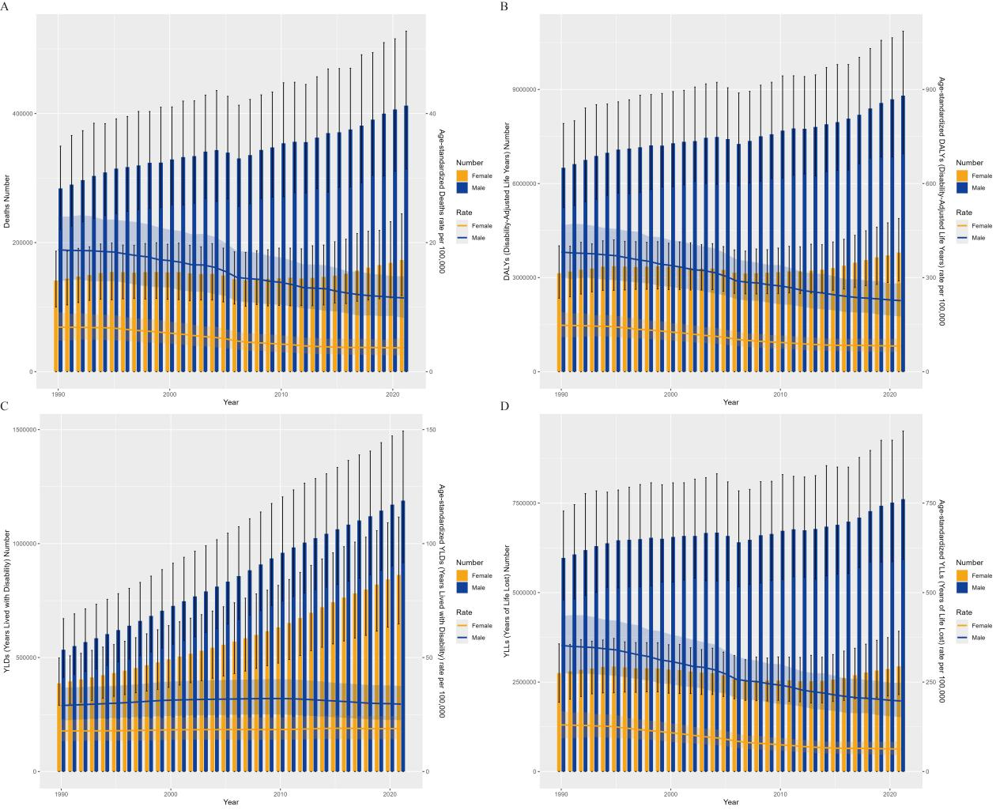 A
Deaths Number
400000
200000
0
40
20
0
Age-standardized Deaths rate per 100,000
1990
2000
2010
2020
Year
Number
Female
Male
Rate
Female
Male
B
DALYs (Disability-Adjusted Life Years) Number
9000000
6000000
3000000
0
900
600
300
0
Age-standardized DALYs (Disability-Adjusted Life Years) rate per 100,000
1990
2000
2010
2020
Year
Number
Female
Male
Rate
Female
Male
C
YLDs (Years Lived with Disability) Number
1500000
1000000
500000
0
150
100
50
0
Age-standardized YLDs (Years Lived with Disability) rate per 100,000
1990
2000
2010
2020
Year
Number
Female
Male
Rate
Female
Male
D
YLLs (Years of Life Lost) Number
7500000
5000000
2500000
0
750
500
250
0
Age-standardized YLLs (Years of Life Lost) rate per 100,000
1990
2000
2010
2020
Year
Number
Female
Male
Rate
Female
Male